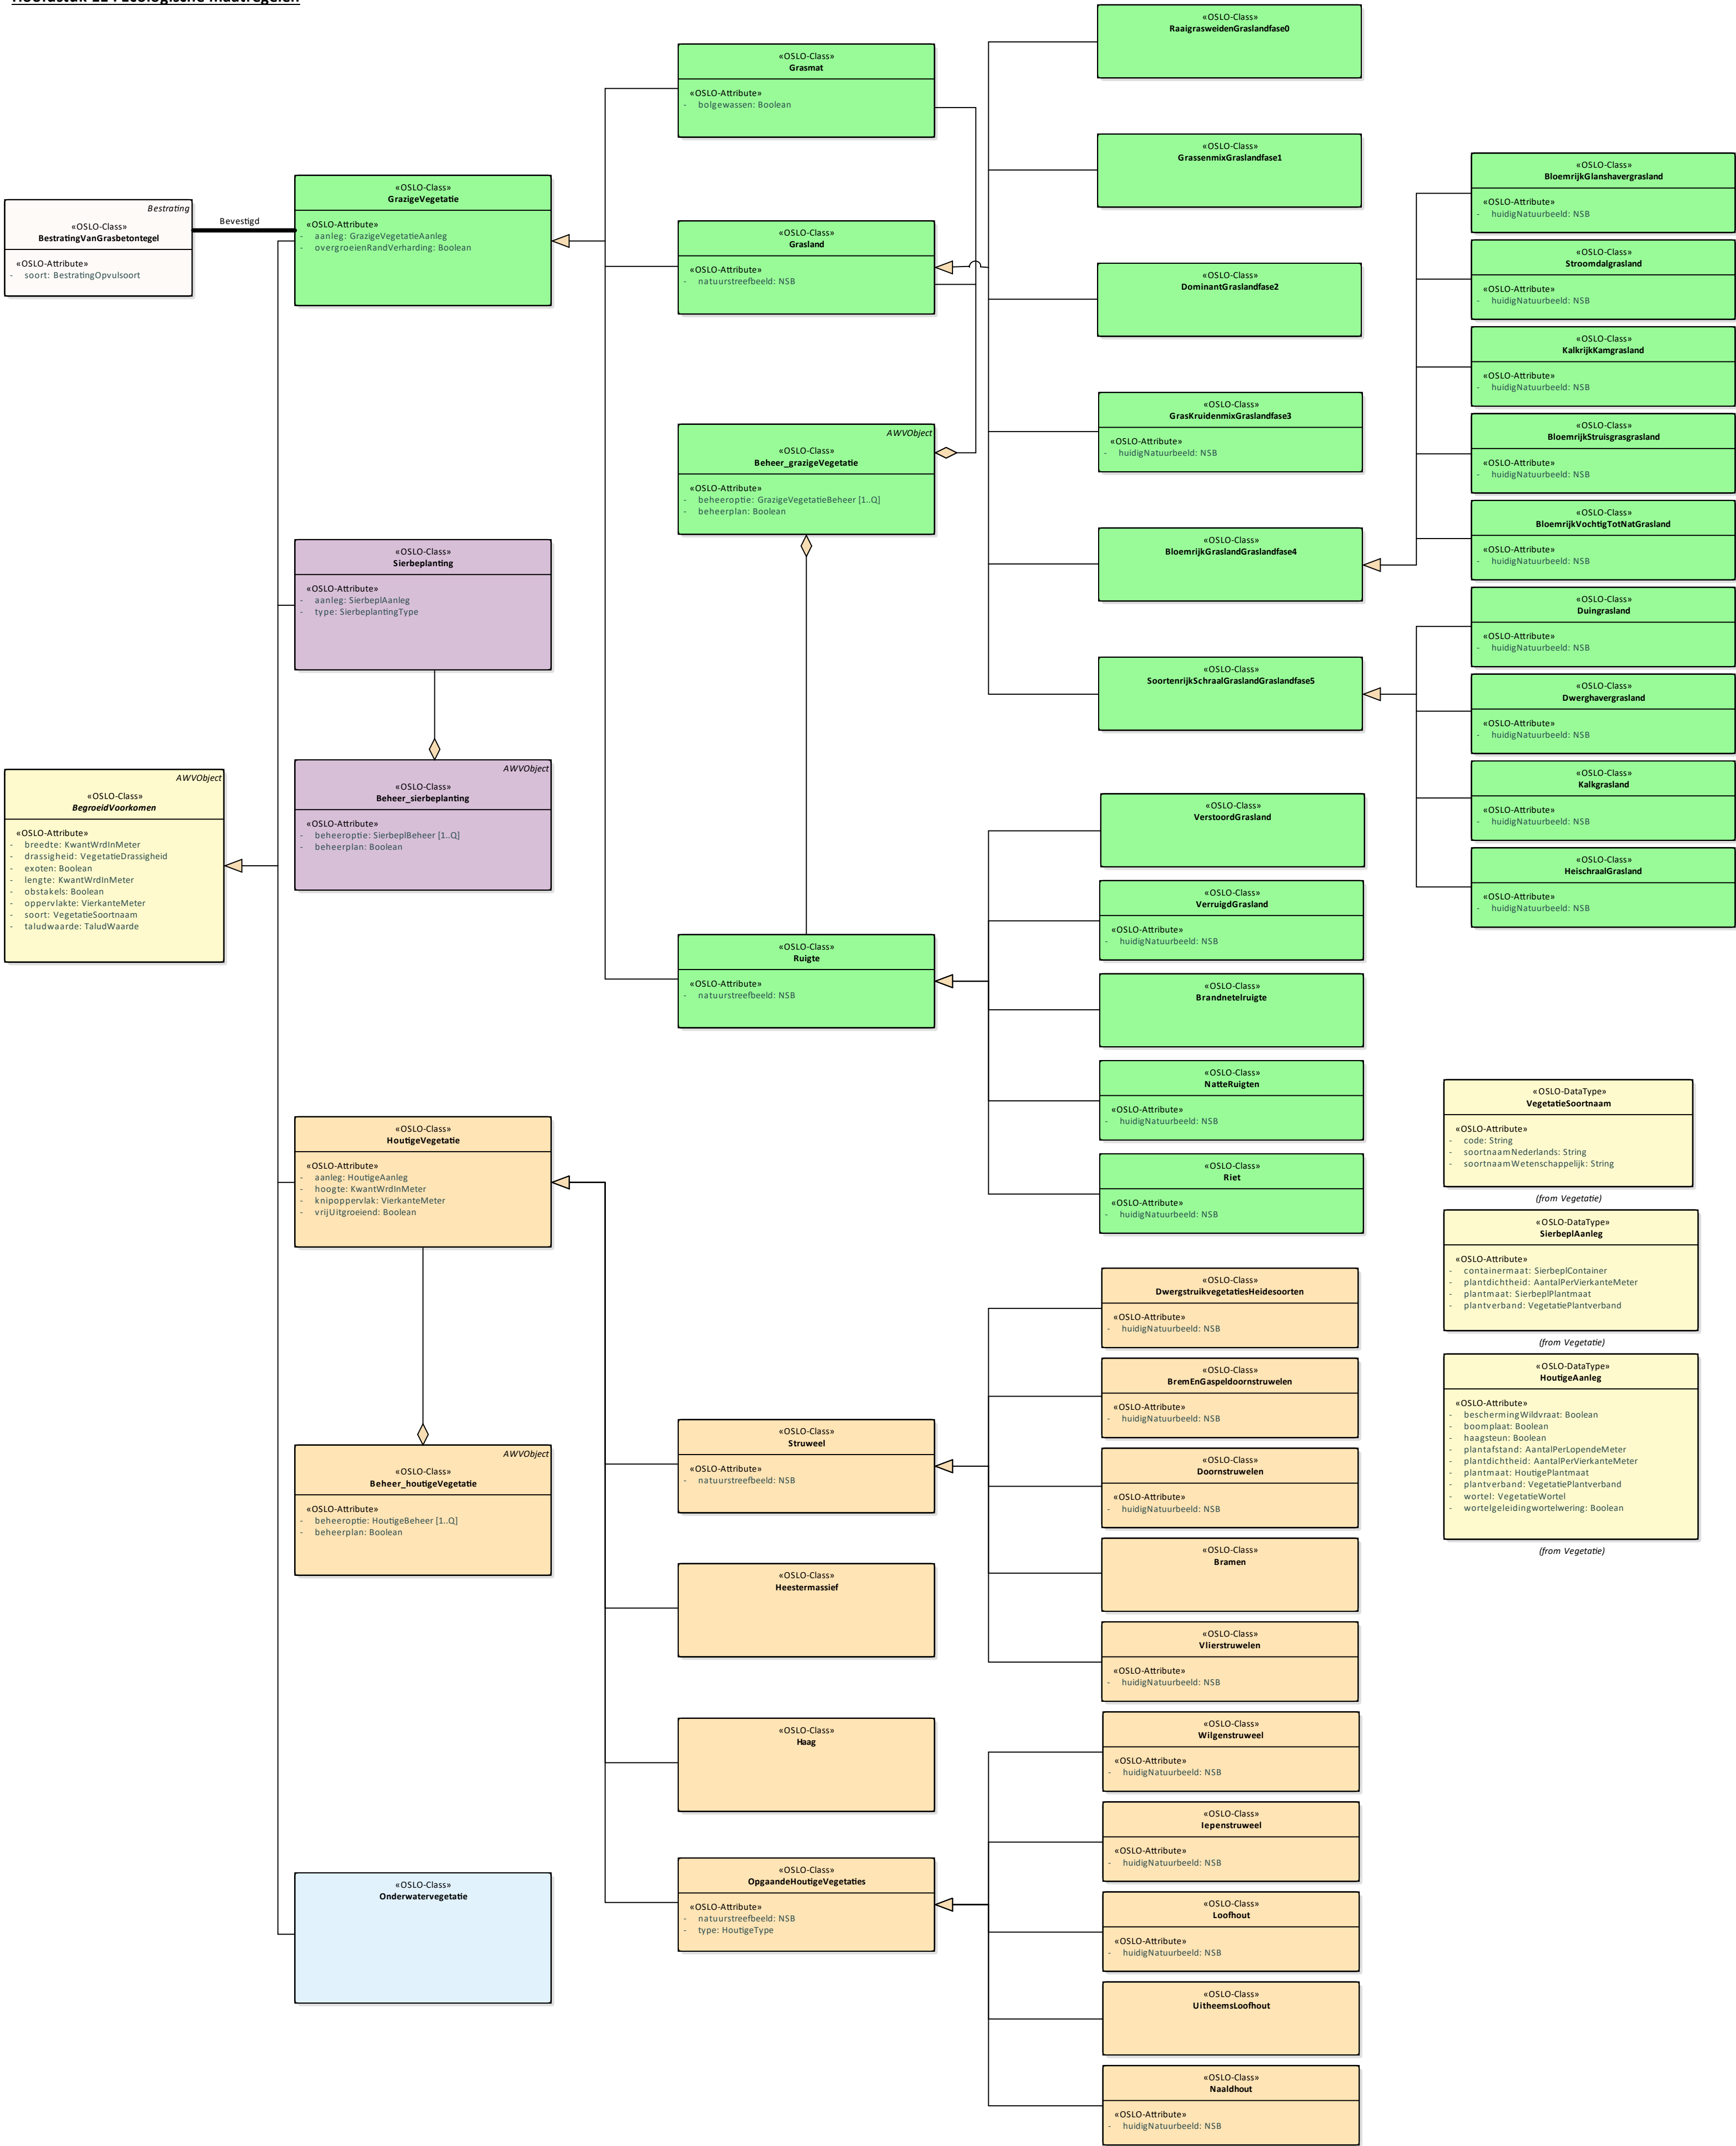 «OSLO-Class»
RaaigrasweidenGraslandfase0
«OSLO-Class»
Grasmat
«OSLO-Attribute»
- bolgewassen: Boolean
«OSLO-Class»
GrassenmixGraslandfase1
«OSLO-Class»
BloemrijkGlanshavergrasland
«OSLO-Attribute»
- huidigNatuurbeeld: NSB
Bestrating
«OSLO-Class»
BestratingVanGrasbetontegel
«OSLO-Attribute»
- soort: BestratingOpvulsoort
Bevestigd
«OSLO-Class»
GrazigeVegetatie
«OSLO-Attribute»
- aanleg: GrazigeVegetatieAanleg
- overgroeienRandVerharding: Boolean
«OSLO-Class»
Grasland
«OSLO-Attribute»
- natuurstreefbeeld: NSB
«OSLO-Class»
DominantGraslandfase2
«OSLO-Class»
Stroomdalgrasland
«OSLO-Attribute»
- huidigNatuurbeeld: NSB
«OSLO-Class»
KalkrijkKamgrasland
«OSLO-Attribute»
- huidigNatuurbeeld: NSB
«OSLO-Class»
GrasKruidenmixGraslandfase3
«OSLO-Attribute»
- huidigNatuurbeeld: NSB
«OSLO-Class»
BloemrijkStruisgrasgrasland
«OSLO-Attribute»
- huidigNatuurbeeld: NSB
AWVObject
«OSLO-Class»
Beheer_grazigeVegetatie
«OSLO-Attribute»
- beheeroptie: GrazigeVegetatieBeheer [1..Q]
- beheerplan: Boolean
«OSLO-Class»
BloemrijkVochtigTotNatGrasland
«OSLO-Attribute»
- huidigNatuurbeeld: NSB
«OSLO-Class»
BloemrijkGraslandGraslandfase4
«OSLO-Class»
Sierbeplanting
«OSLO-Attribute»
- aanleg: SierbeplAanleg
- type: SierbeplantingType
«OSLO-Class»
Duingrasland
«OSLO-Attribute»
- huidigNatuurbeeld: NSB
«OSLO-Class»
SoortenrijkSchraalGraslandGraslandfase5
«OSLO-Class»
Dwerghavergrasland
«OSLO-Attribute»
- huidigNatuurbeeld: NSB
AWVObject
«OSLO-Class»
Beheer_sierbeplanting
«OSLO-Attribute»
- beheeroptie: SierbeplBeheer [1..Q]
- beheerplan: Boolean
«OSLO-Class»
Kalkgrasland
«OSLO-Attribute»
- huidigNatuurbeeld: NSB
AWVObject
«OSLO-Class»
BegroeidVoorkomen
«OSLO-Attribute»
- breedte: KwantWrdInMeter
- drassigheid: VegetatieDrassigheid
- exoten: Boolean
- lengte: KwantWrdInMeter
- obstakels: Boolean
- oppervlakte: VierkanteMeter
- soort: VegetatieSoortnaam
- taludwaarde: TaludWaarde
«OSLO-Class»
VerstoordGrasland
«OSLO-Class»
HeischraalGrasland
«OSLO-Attribute»
- huidigNatuurbeeld: NSB
«OSLO-Class»
VerruigdGrasland
«OSLO-Attribute»
- huidigNatuurbeeld: NSB
«OSLO-Class»
Ruigte
«OSLO-Attribute»
- natuurstreefbeeld: NSB
«OSLO-Class»
Brandnetelruigte
«OSLO-Class»
NatteRuigten
«OSLO-Attribute»
- huidigNatuurbeeld: NSB
«OSLO-Class»
Riet
«OSLO-Attribute»
- huidigNatuurbeeld: NSB
«OSLO-DataType»
VegetatieSoortnaam
«OSLO-Attribute»
- code: String
- soortnaamNederlands: String
- soortnaamWetenschappelijk: String
(from Vegetatie)
«OSLO-DataType»
SierbeplAanleg
«OSLO-Attribute»
- containermaat: SierbeplContainer
- plantdichtheid: AantalPerVierkanteMeter
- plantmaat: SierbeplPlantmaat
- plantverband: VegetatiePlantverband
(from Vegetatie)
«OSLO-DataType»
HoutigeAanleg
«OSLO-Attribute»
- beschermingWildvraat: Boolean
- boomplaat: Boolean
- haagsteun: Boolean
- plantafstand: AantalPerLopendeMeter
- plantdichtheid: AantalPerVierkanteMeter
- plantmaat: HoutigePlantmaat
- plantverband: VegetatiePlantverband
- wortel: VegetatieWortel
- wortelgeleidingwortelwering: Boolean
(from Vegetatie)
«OSLO-Class»
HoutigeVegetatie
«OSLO-Attribute»
- aanleg: HoutigeAanleg
- hoogte: KwantWrdInMeter
- knipoppervlak: VierkanteMeter
- vrijUitgroeiend: Boolean
«OSLO-Class»
DwergstruikvegetatiesHeidesoorten
«OSLO-Attribute»
- huidigNatuurbeeld: NSB
«OSLO-Class»
BremEnGaspeldoornstruwelen
«OSLO-Attribute»
- huidigNatuurbeeld: NSB
AWVObject
«OSLO-Class»
Beheer_houtigeVegetatie
«OSLO-Attribute»
- beheeroptie: HoutigeBeheer [1..Q]
- beheerplan: Boolean
«OSLO-Class»
Struweel
«OSLO-Attribute»
- natuurstreefbeeld: NSB
«OSLO-Class»
Doornstruwelen
«OSLO-Attribute»
- huidigNatuurbeeld: NSB
«OSLO-Class»
Bramen
«OSLO-Class»
Heestermassief
«OSLO-Class»
Vlierstruwelen
«OSLO-Attribute»
- huidigNatuurbeeld: NSB
«OSLO-Class»
Haag
«OSLO-Class»
Wilgenstruweel
«OSLO-Attribute»
- huidigNatuurbeeld: NSB
«OSLO-Class»
Iepenstruweel
«OSLO-Attribute»
- huidigNatuurbeeld: NSB
«OSLO-Class»
Onderwatervegetatie
«OSLO-Class»
OpgaandeHoutigeVegetaties
«OSLO-Attribute»
- natuurstreefbeeld: NSB
- type: HoutigeType
«OSLO-Class»
Loofhout
«OSLO-Attribute»
- huidigNatuurbeeld: NSB
«OSLO-Class»
UitheemsLoofhout
«OSLO-Class»
Naaldhout
«OSLO-Attribute»
- huidigNatuurbeeld: NSB